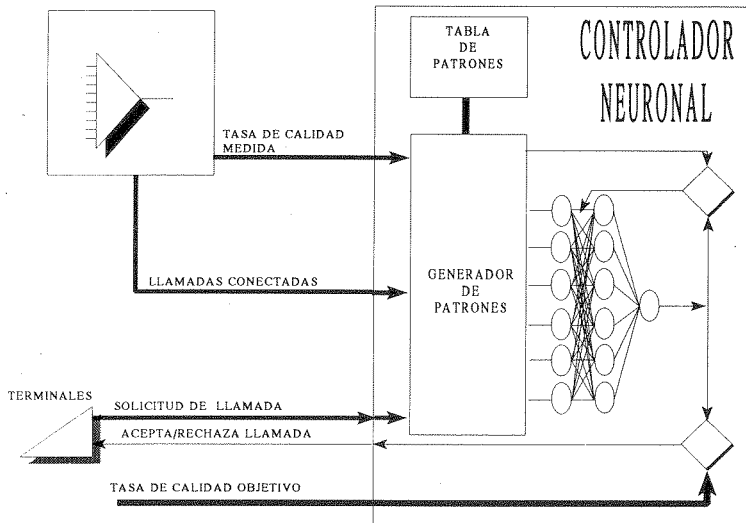 TABLA
DE
PATRONES
CONTROLADOR
NEURONAL
TASA DE CALIDAD
MEDIDA
LLAMADAS CONECTADAS
GENERADOR
DE
PATRONES
TERMINALES
SOLICITUD DE LLAMADA
ACEPTA/RECHAZA LLAMADA
TASA DE CALIDAD OBJETIVO